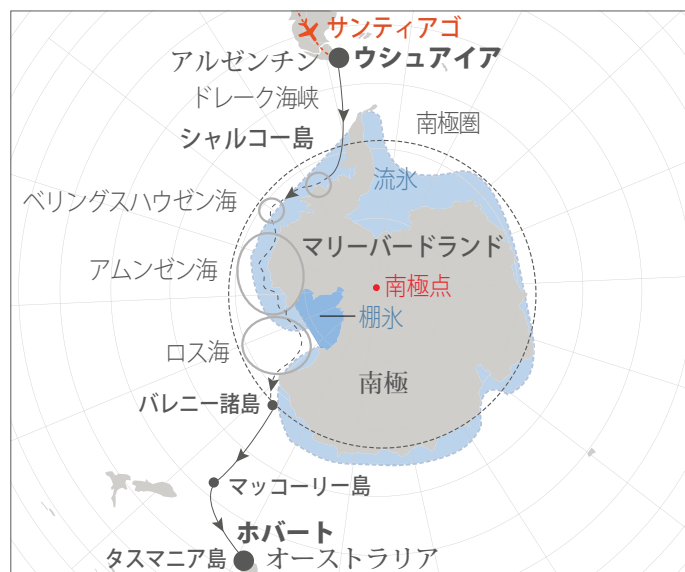 サンティアゴ
アルゼンチン
ウシュアイア
ドレーク海峡
南極圏
シャルコー島
流氷
ベリングスハウゼン海
マリーバードランド
アムンゼン海
南極点
棚氷
ロス海
南極
バレニー諸島
マッコーリー島
ホバート
タスマニア島
オーストラリア